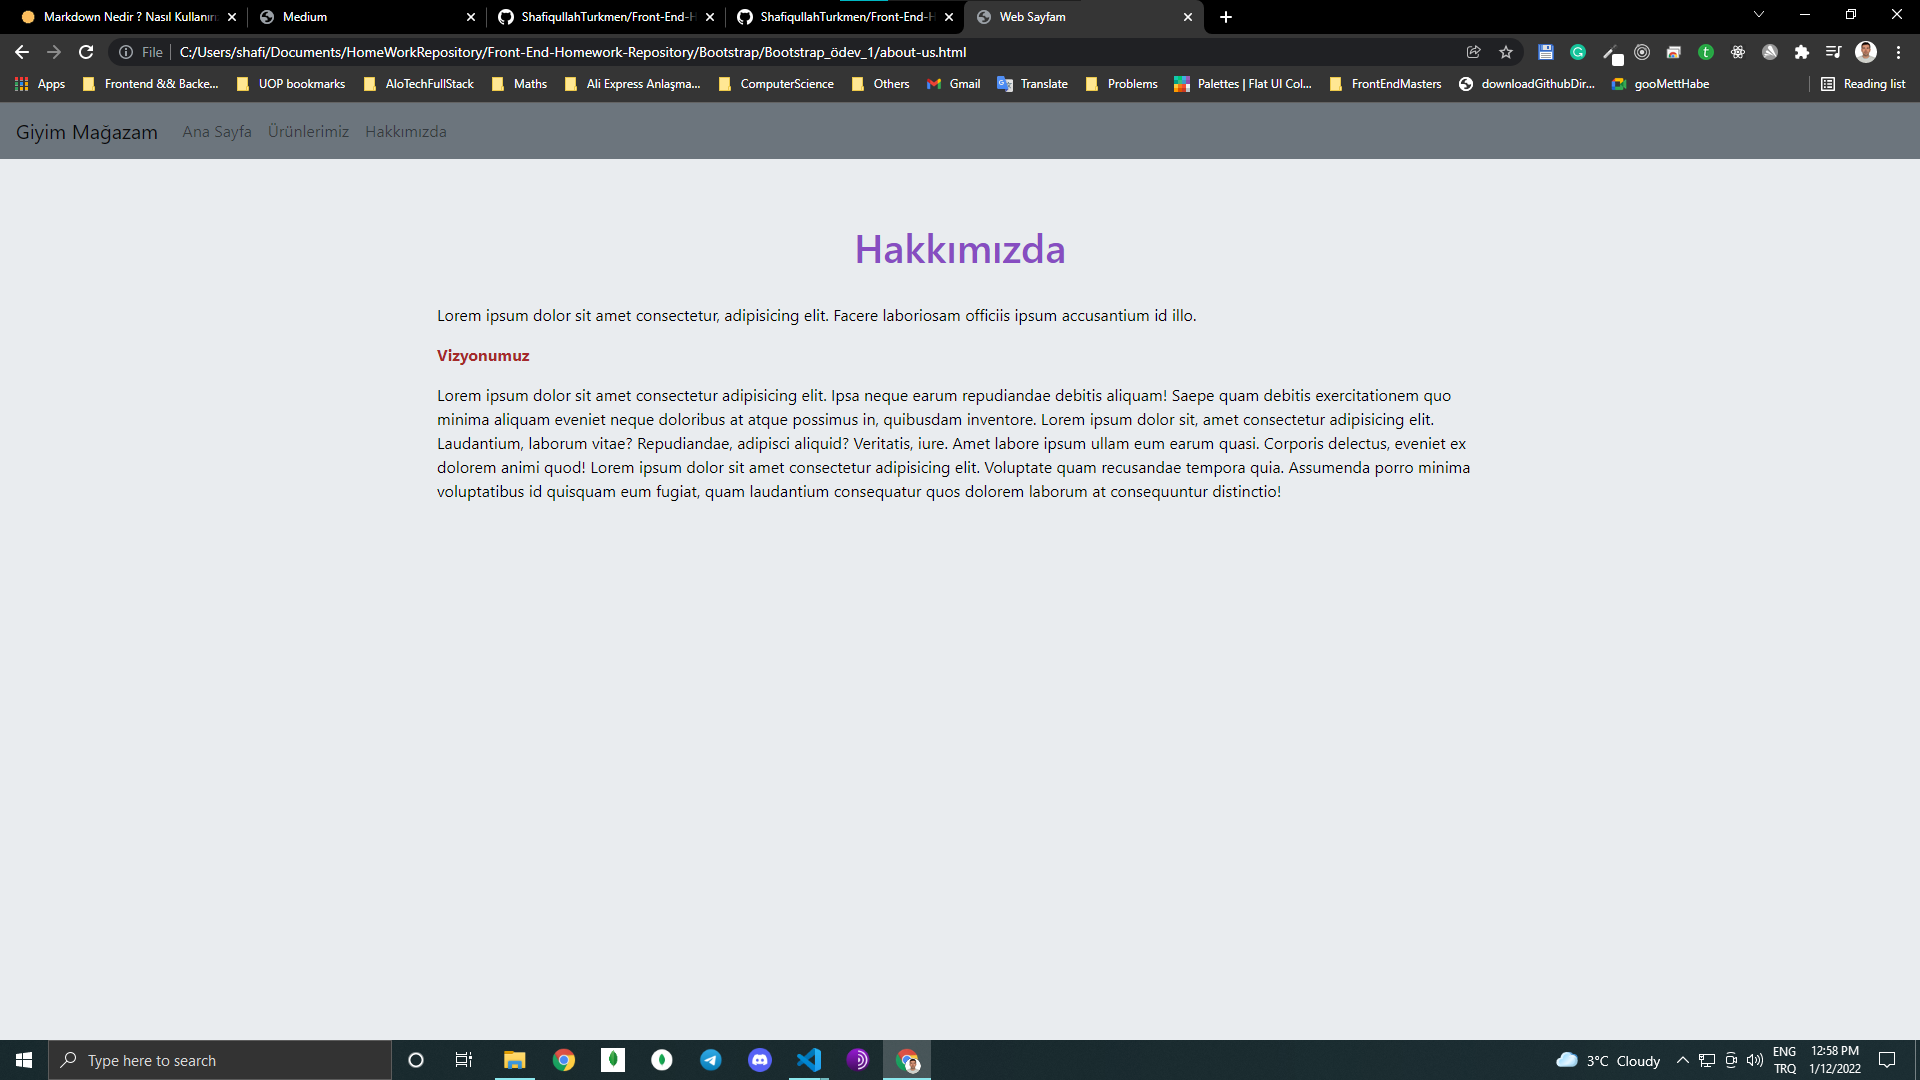 Markdown Nedir ? Nasıl Kullanırı
Medium
ShafiqullahTurkmen/Front-End-H
ShafiqullahTurkmen/Front-End-H
Web Sayfam
File
C:/Users/shafi/Documents/HomeWorkRepository/Front-End-Homework-Repository/Bootstrap/Bootstrap_ödev_1/about-us.html
Apps
Frontend && Backe...
UOP bookmarks
AloTechFullStack
Maths
Ali Express Anlaşma...
ComputerScience
Others
Gmail
Translate
Problems
Palettes | Flat UI Col...
FrontEndMasters
downloadGithubDir...
gooMettHabe
Reading list
Giyim Mağazam
Ana Sayfa
Ürünlerimiz
Hakkımızda
Hakkımızda
Lorem ipsum dolor sit amet consectetur, adipisicing elit. Facere laboriosam officiis ipsum accusantium id illo.
Vizyonumuz
Lorem ipsum dolor sit amet consectetur adipisicing elit. Ipsa neque earum repudiandae debitis aliquam! Saepe quam debitis exercitationem quo
minima aliquam eveniet neque doloribus at atque possimus in, quibusdam inventore. Lorem ipsum dolor sit, amet consectetur adipisicing elit.
Laudantium, laborum vitae? Repudiandae, adipisci aliquid? Veritatis, iure. Amet labore ipsum ullam eum earum quasi. Corporis delectus, eveniet ex
dolorem animi quod! Lorem ipsum dolor sit amet consectetur adipisicing elit. Voluptate quam recusandae tempora quia. Assumenda porro minima
voluptatibus id quisquam eum fugiat, quam laudantium consequatur quos dolorem laborum at consequuntur distinctio!
Type here to search
3°C Cloudy
ENG
TRQ
12:58 PM
1/12/2022